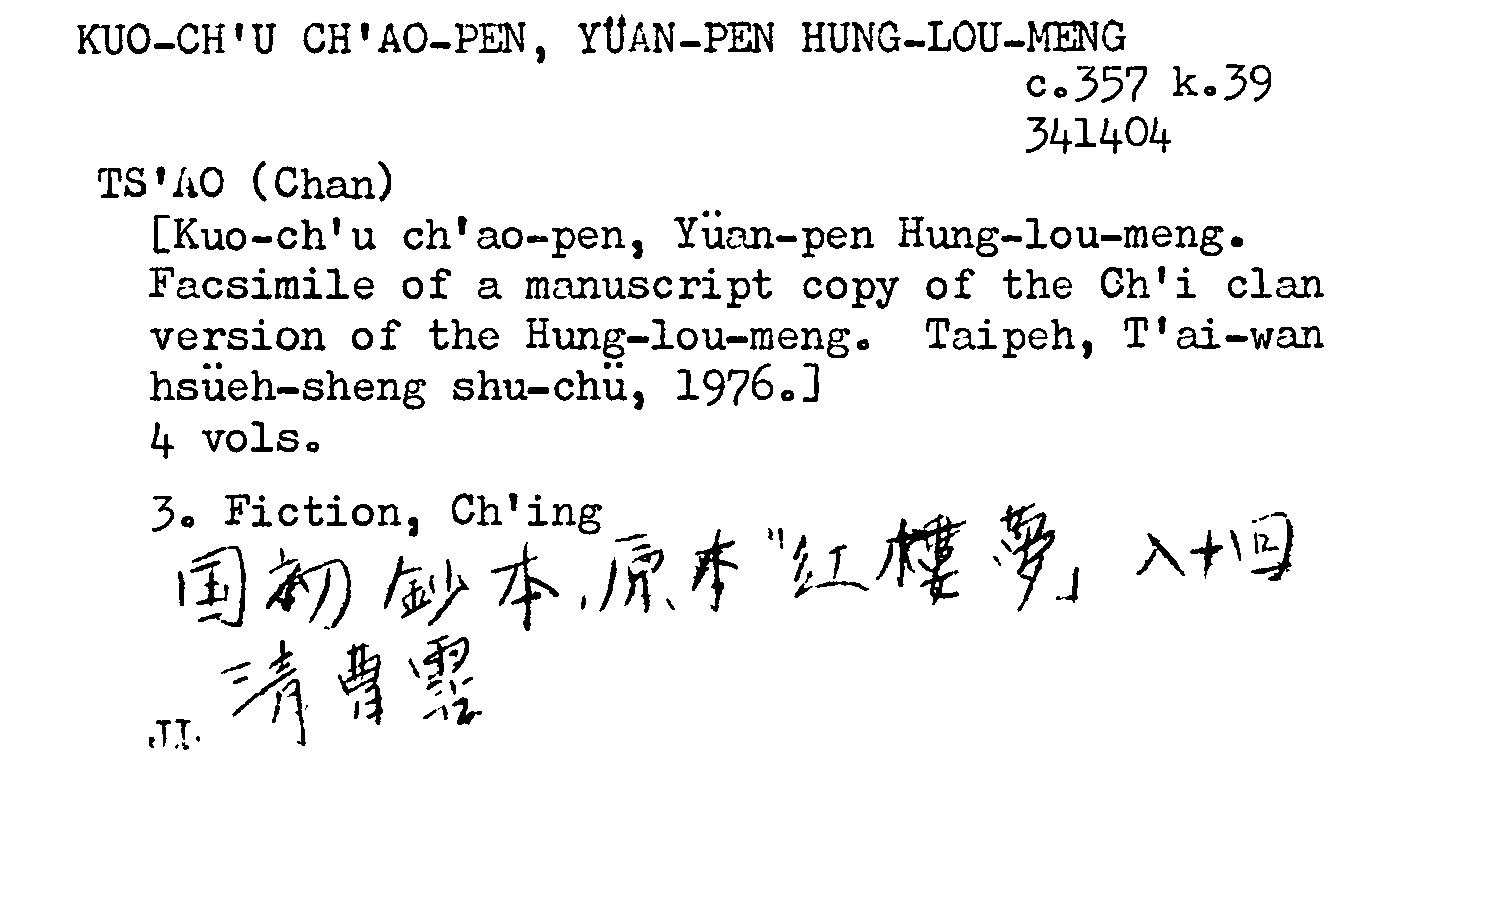 KUO-CH'U CH'AO-PEN, YÜAN-PEN HUNG-LOU-MENG
c.357 k.39
341404
TS'AO (Chan)
[Kuo-ch'u ch'ao-pen, Yüan-pen Hung-lou-meng.
Facsimile of a manuscript copy of the Ch'i clan
version of the Hung-lou-meng. Taipeh, T'ai-wan
hsüeh-sheng shu-chü, 1976.]
4 vols.
3. Fiction, Ch'ing
国初鈔本,原本"紅樓夢」八十回
清曹霑